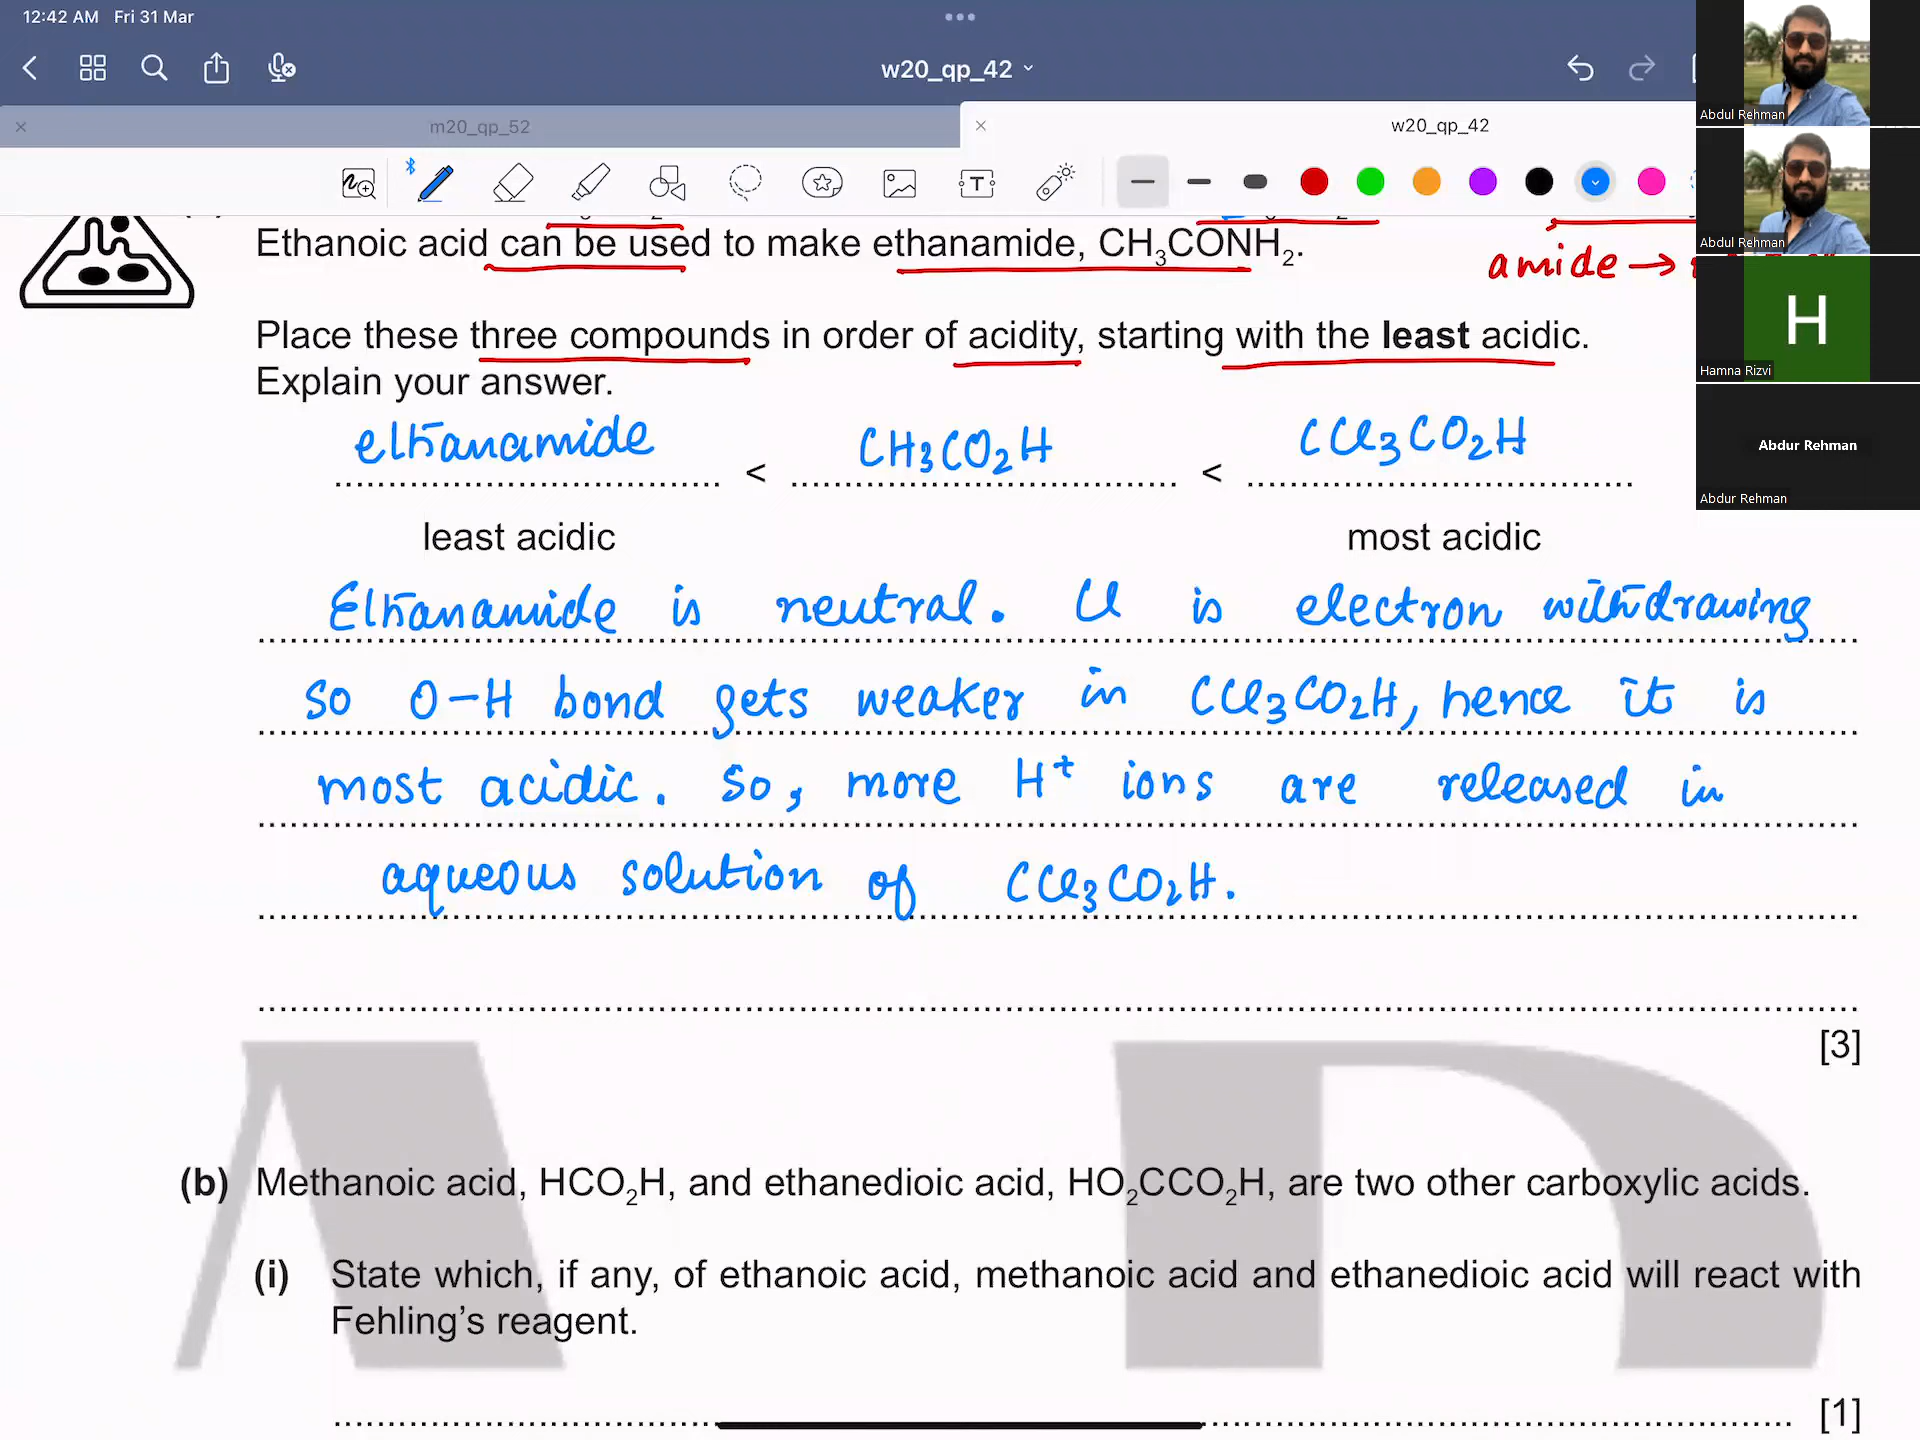 12:42 AM Fri 31 Mar
w20_qp_42
m20_qp_52
w20_qp_42
Abdul Rehman
Abdul Rehman
H
Hamna Rizvi
Abdur Rehman
Abdur Rehman
Ethanoic acid can be used to make ethanamide, CH₃CONH₂.
amide →
Place these three compounds in order of acidity, starting with the least acidic.
Explain your answer.
ethanamide < CH₃CO₂H < CCl₃CO₂H
least acidic most acidic
Ethanamide is neutral. Cl is electron withdrawing
so O–H bond gets weaker in CCl₃CO₂H, hence it is
most acidic. So, more H⁺ ions are released in
aqueous solution of CCl₃CO₂H.
[3]
(b) Methanoic acid, HCO₂H, and ethanedioic acid, HO₂CCO₂H, are two other carboxylic acids.
(i) State which, if any, of ethanoic acid, methanoic acid and ethanedioic acid will react with
Fehling’s reagent.
[1]